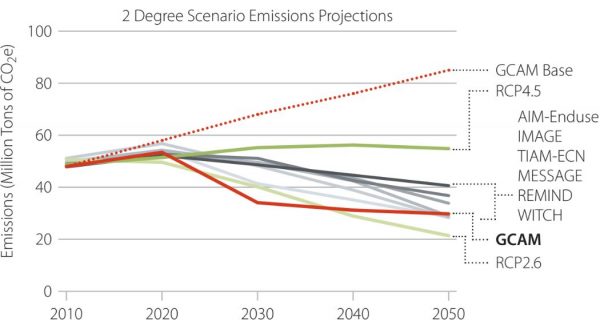 2 Degree Scenario Emissions Projections
Emissions (Million Tons of CO2e)
100
80
60
40
20
0
2010 2020 2030 2040 2050
GCAM Base
RCP4.5
AIM-Enduse
IMAGE
TIAM-ECN
MESSAGE
REMIND
WITCH
GCAM
RCP2.6